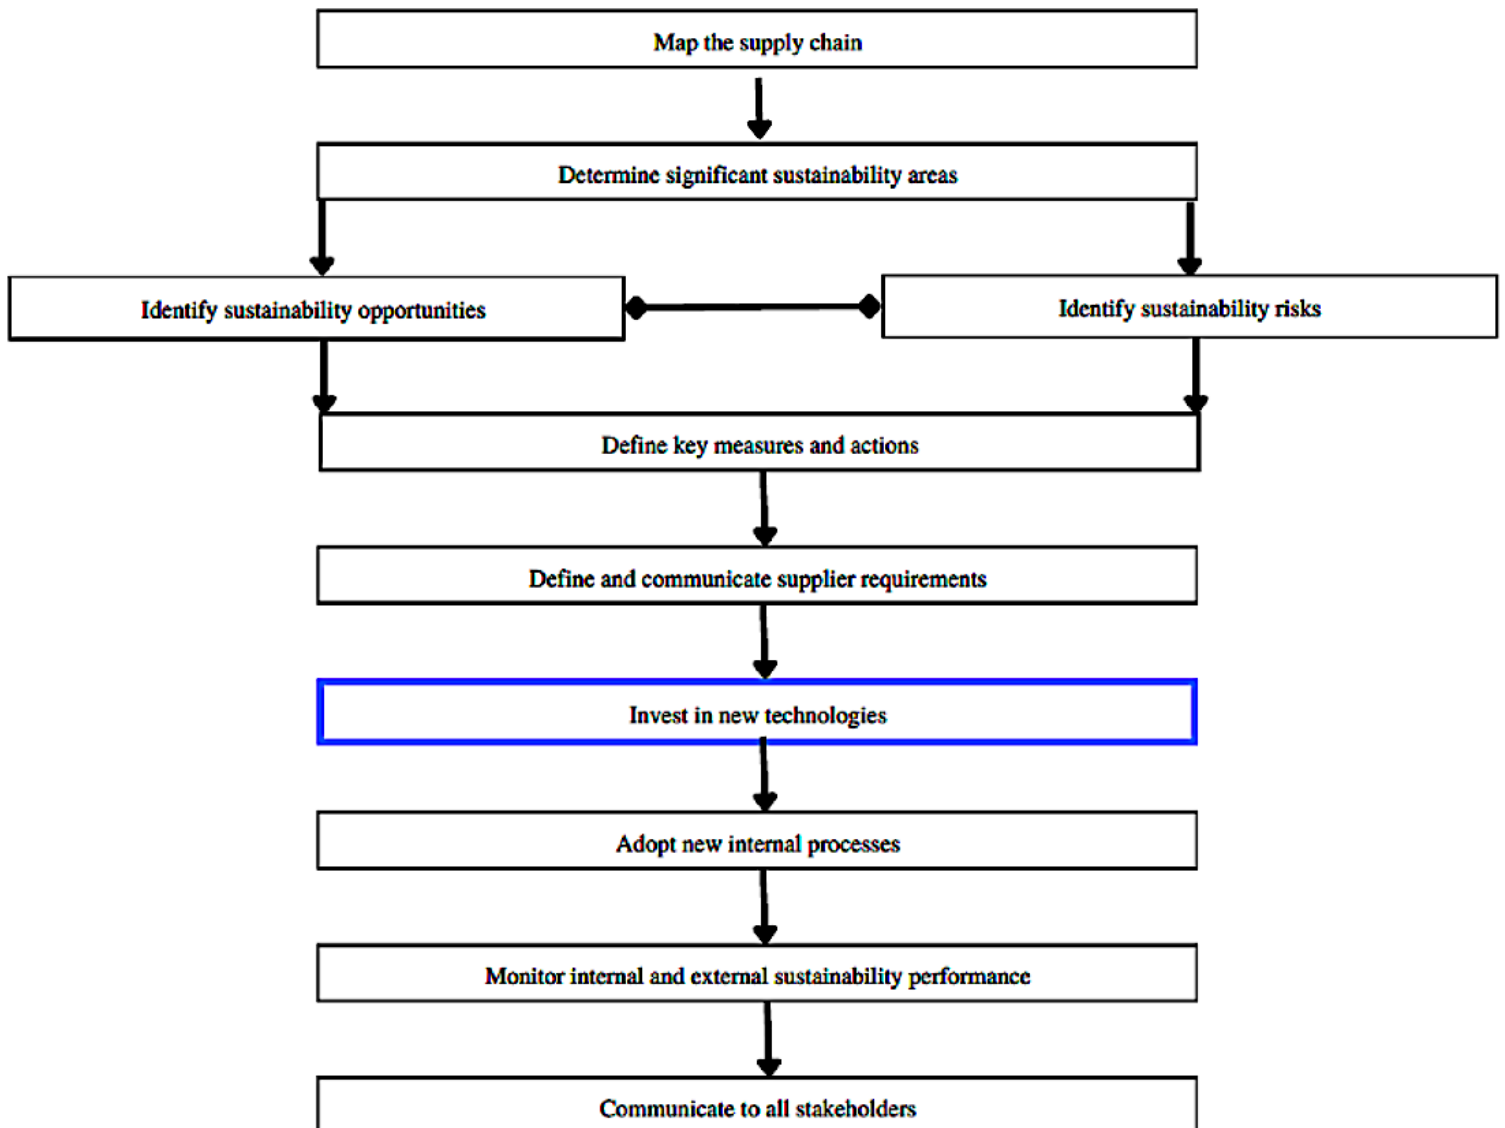 Map the supply chain
Determine significant sustainability areas
Identify sustainability opportunities
Identify sustainability risks
Define key measures and actions
Define and communicate supplier requirements
Invest in new technologies
Adopt new internal processes
Monitor internal and external sustainability performance
Communicate to all stakeholders